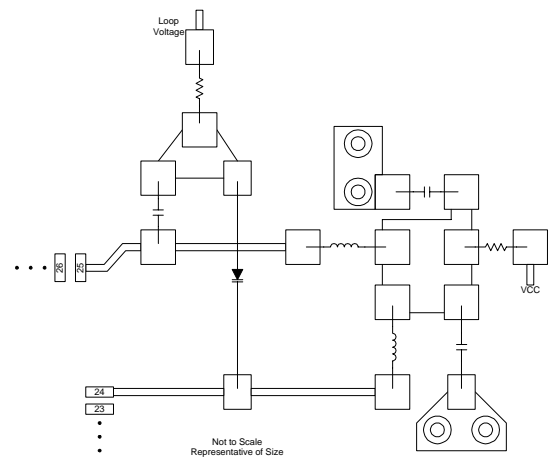 Loop
Voltage
26
25
VCC
24
23
Not to Scale
Representative of Size